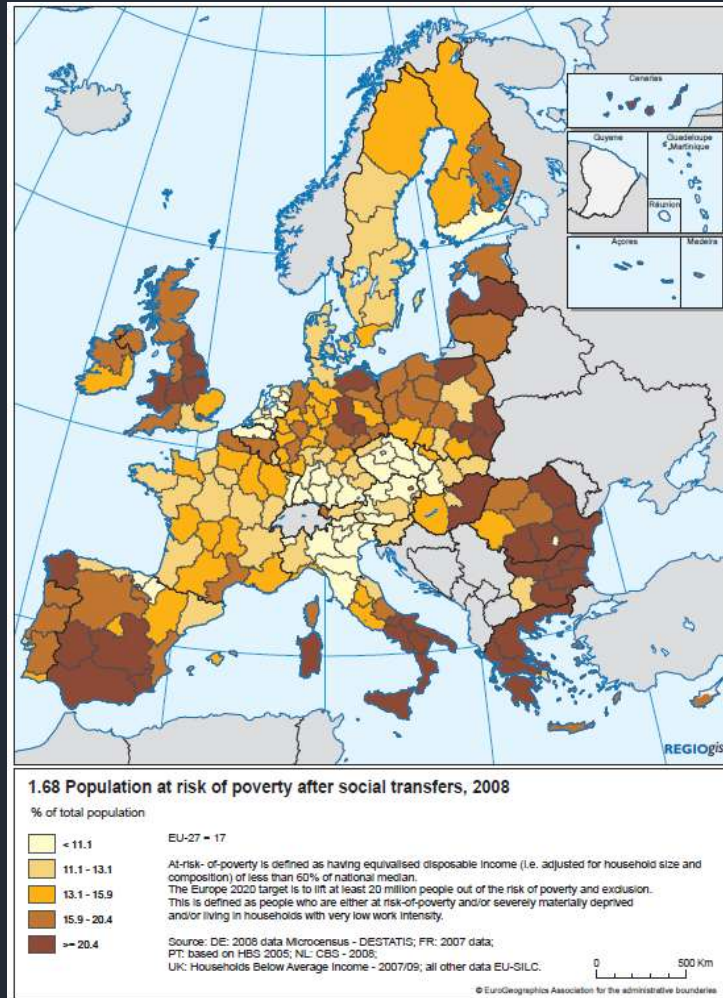 Canarias
Guyane
Guadeloupe
Martinique
Réunion
Açores
Madeira
REGIOgis
1.68 Population at risk of poverty after social transfers, 2008
% of total population
< 11.1
11.1 - 13.1
13.1 - 15.9
15.9 - 20.4
>= 20.4
EU-27 = 17
At-risk- of-poverty is defined as having equivalised disposable income (i.e. adjusted for household size and
composition) of less than 60% of national median.
The Europe 2020 target is to lift at least 20 million people out of the risk of poverty and exclusion.
This is defined as people who are either at risk-of-poverty and/or severely materially deprived
and/or living in households with very low work intensity.
Source: DE: 2008 data Microcensus - DESTATIS; FR: 2007 data;
PT: based on HBS 2005; NL: CBS - 2008;
UK: Households Below Average Income - 2007/09; all other data EU-SILC.
0 500 Km
© EuroGeographics Association for the administrative boundaries